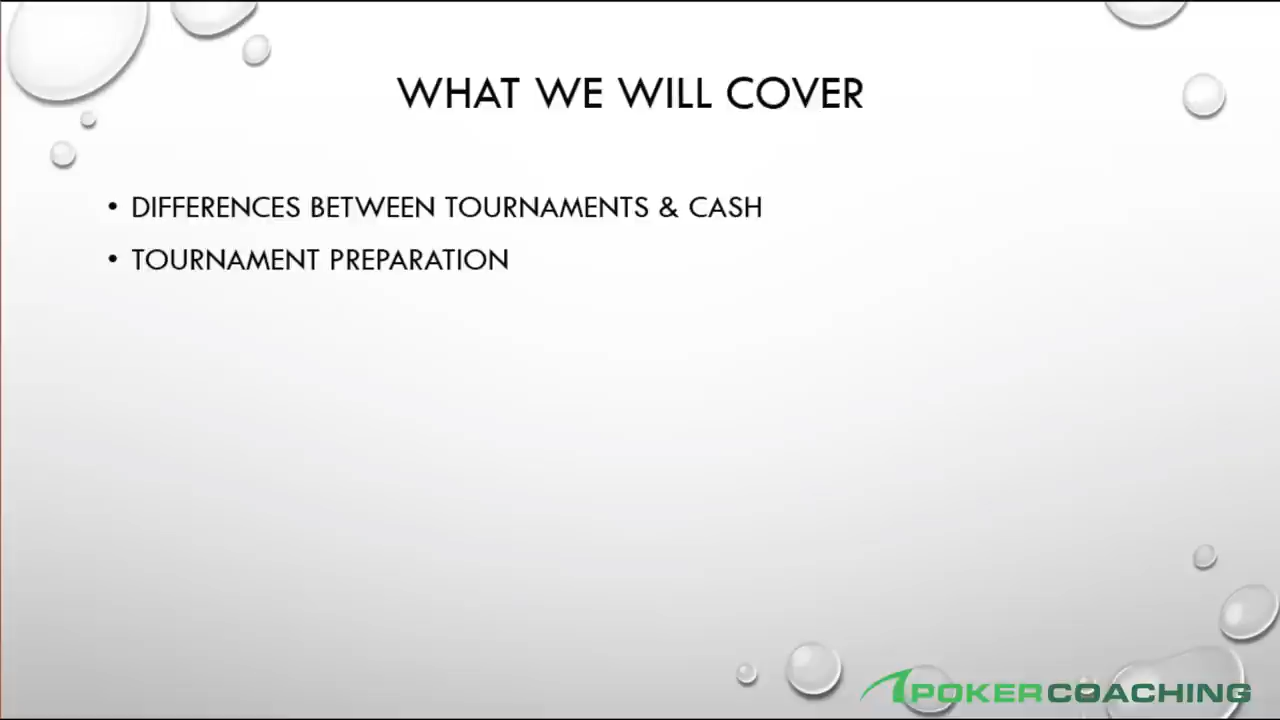 WHAT WE WILL COVER
• DIFFERENCES BETWEEN TOURNAMENTS & CASH
• TOURNAMENT PREPARATION
POKERCOACHING